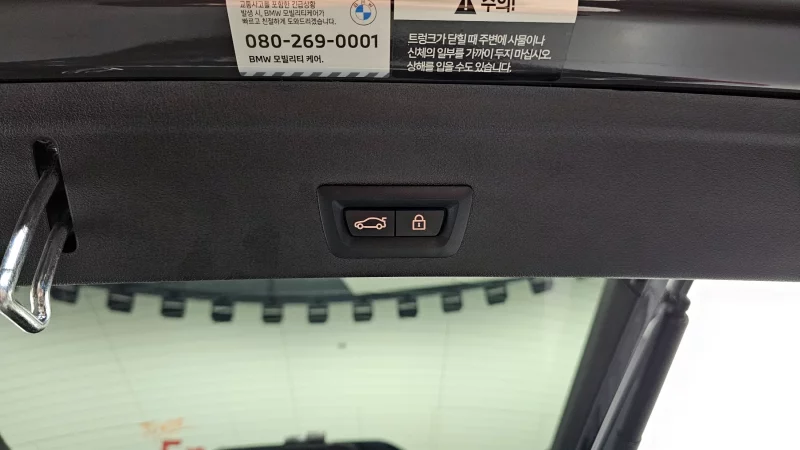 교통사고를 포함한 긴급상황
발생 시, BMW 모빌리티케어가
빠르고 친절하게 도와드리겠습니다.
080-269-0001
BMW 모빌리티 케어.
주의!
트렁크가 닫힐 때 주변에 사물이나
신체의 일부를 가까이 두지 마십시오.
상해를 입을 수도 있습니다.